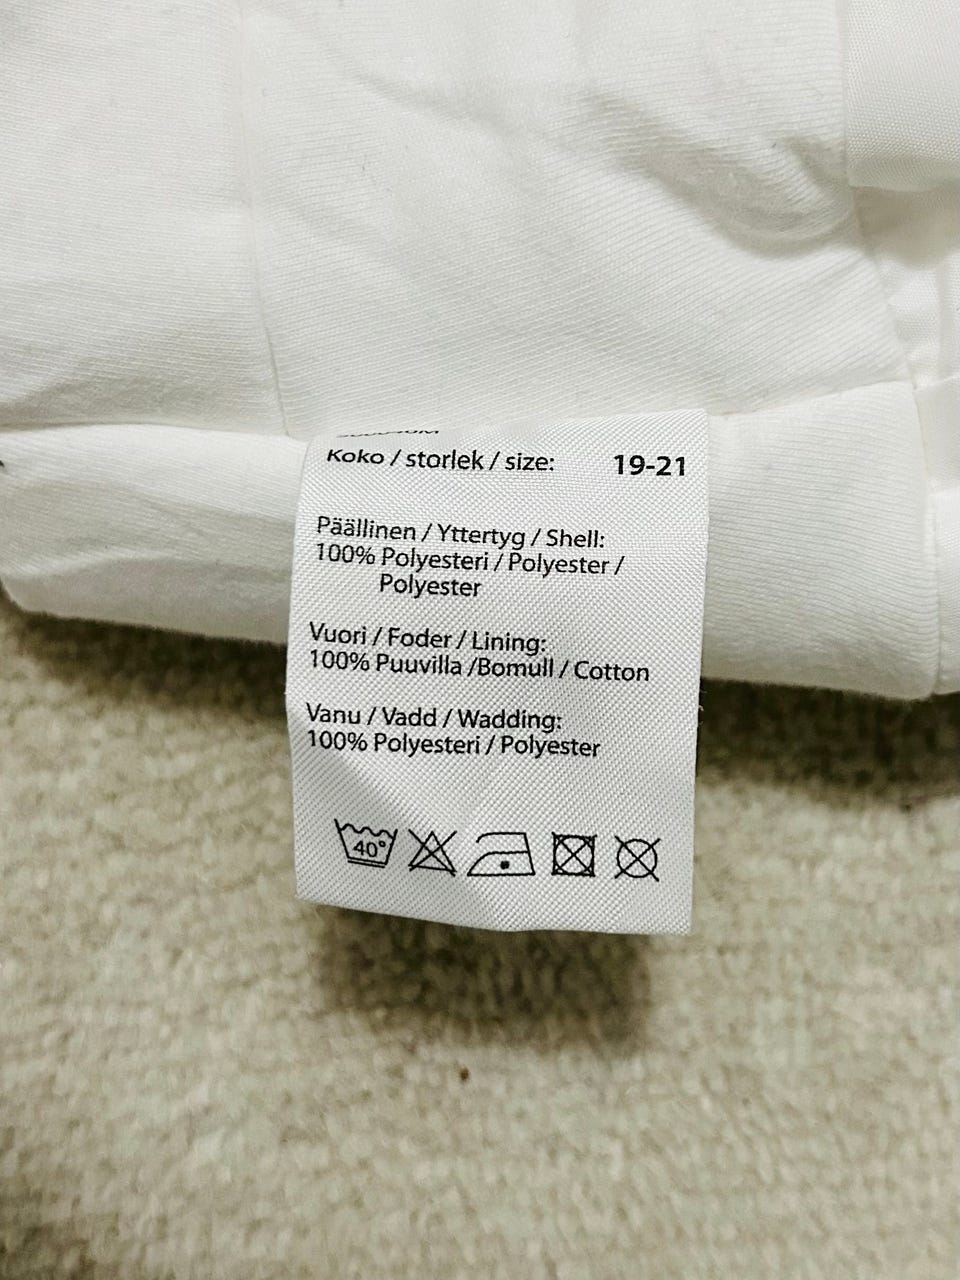 Koko / storlek / size: 19-21
Päällinen / Yttertyg / Shell:
100% Polyesteri / Polyester /
Polyester
Vuori / Foder / Lining:
100% Puuvilla /Bomull / Cotton
Vanu / Vadd / Wadding:
100% Polyesteri / Polyester
40°